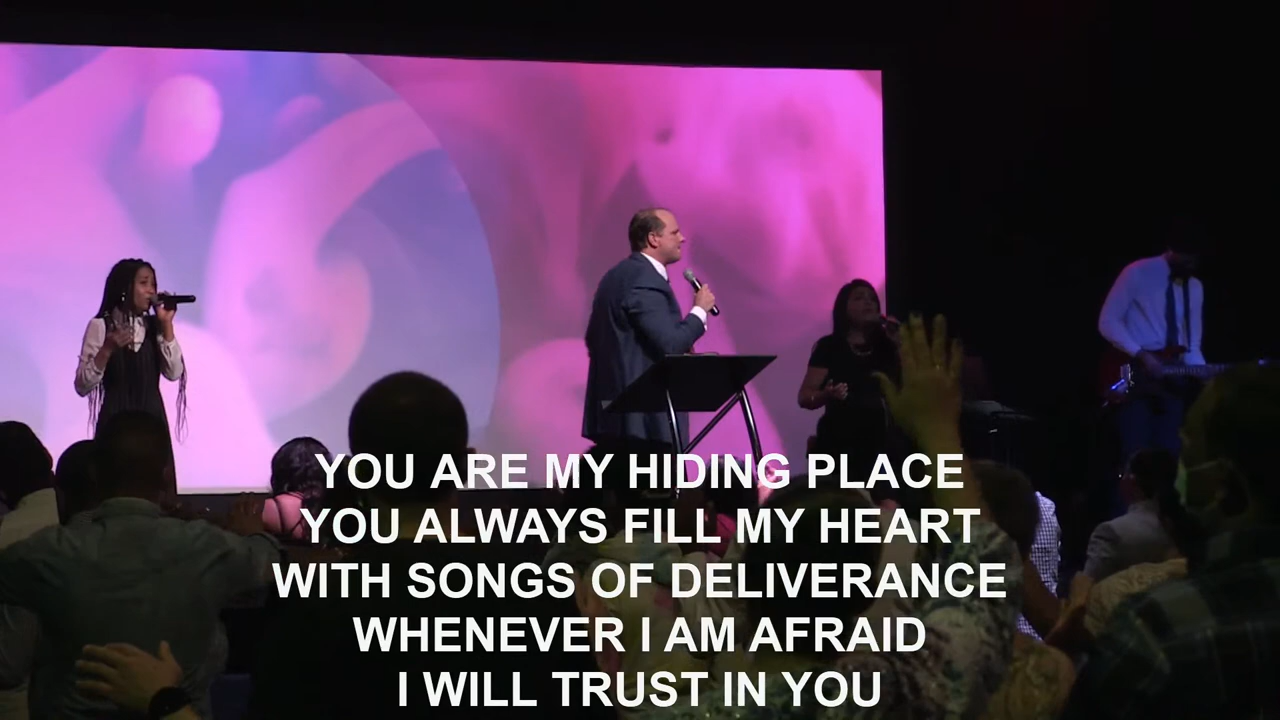 YOU ARE MY HIDING PLACE
YOU ALWAYS FILL MY HEART
WITH SONGS OF DELIVERANCE
WHENEVER I AM AFRAID
I WILL TRUST IN YOU